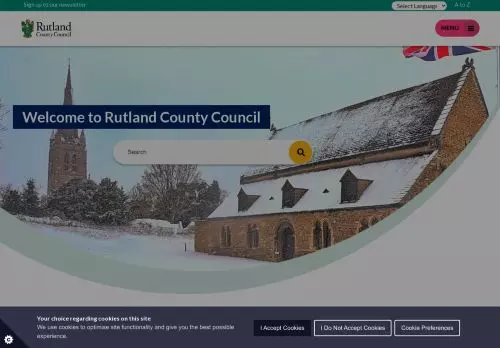 Sign up to our newsletter
Select Language
A to Z
Rutland
County Council
MENU
Welcome to Rutland County Council
Search
Your choice regarding cookies on this site
We use cookies to optimise site functionality and give you the best possible
experience.
I Accept Cookies
I Do Not Accept Cookies
Cookie Preferences